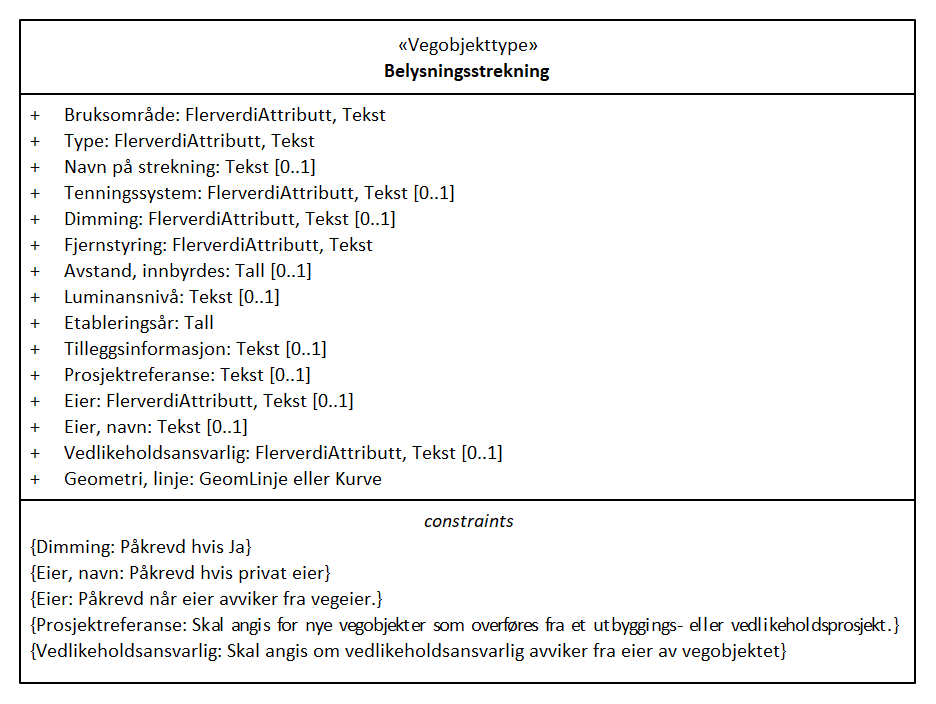 «Vegobjekttype»
Belysningsstrekning
+ Bruksområde: FlerverdiAttributt, Tekst
+ Type: FlerverdiAttributt, Tekst
+ Navn på strekning: Tekst [0..1]
+ Tenningssystem: FlerverdiAttributt, Tekst [0..1]
+ Dimming: FlerverdiAttributt, Tekst [0..1]
+ Fjernstyring: FlerverdiAttributt, Tekst
+ Avstand, innbyrdes: Tall [0..1]
+ Luminansnivå: Tekst [0..1]
+ Etableringsår: Tall
+ Tilleggsinformasjon: Tekst [0..1]
+ Prosjektreferanse: Tekst [0..1]
+ Eier: FlerverdiAttributt, Tekst [0..1]
+ Eier, navn: Tekst [0..1]
+ Vedlikeholdsansvarlig: FlerverdiAttributt, Tekst [0..1]
+ Geometri, linje: GeomLinje eller Kurve
constraints
{Dimming: Påkrevd hvis Ja}
{Eier, navn: Påkrevd hvis privat eier}
{Eier: Påkrevd når eier avviker fra vegeier.}
{Prosjektreferanse: Skal angis for nye vegobjekter som overføres fra et utbyggings- eller vedlikeholdsprosjekt.}
{Vedlikeholdsansvarlig: Skal angis om vedlikeholdsansvarlig avviker fra eier av vegobjektet}